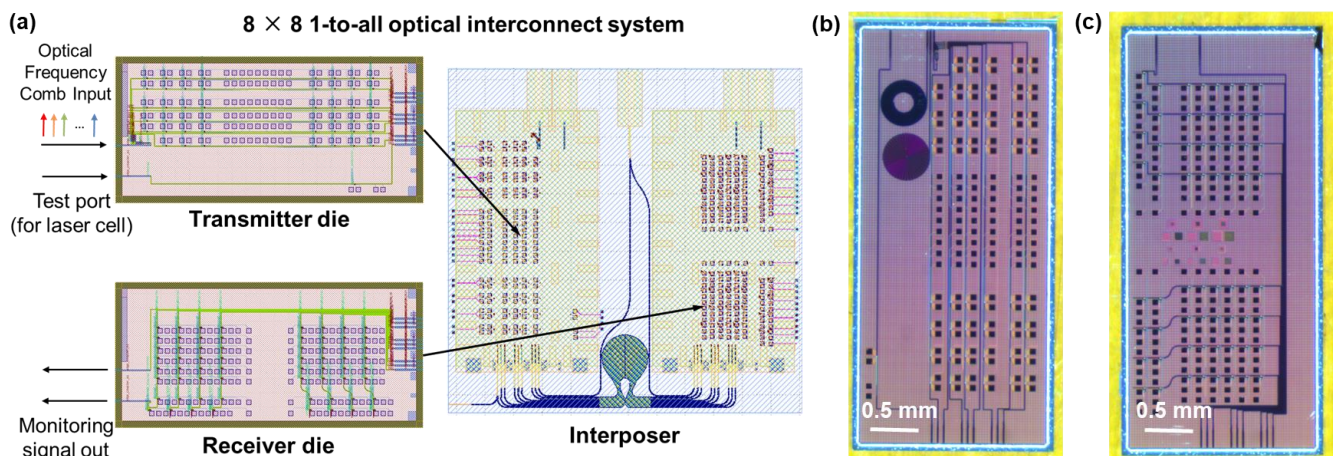 (a)
8 × 8 1-to-all optical interconnect system
Optical
Frequency
Comb Input
...
Test port
(for laser cell)
Transmitter die
Monitoring
signal out
Receiver die
Interposer
(b)
0.5 mm
(c)
0.5 mm